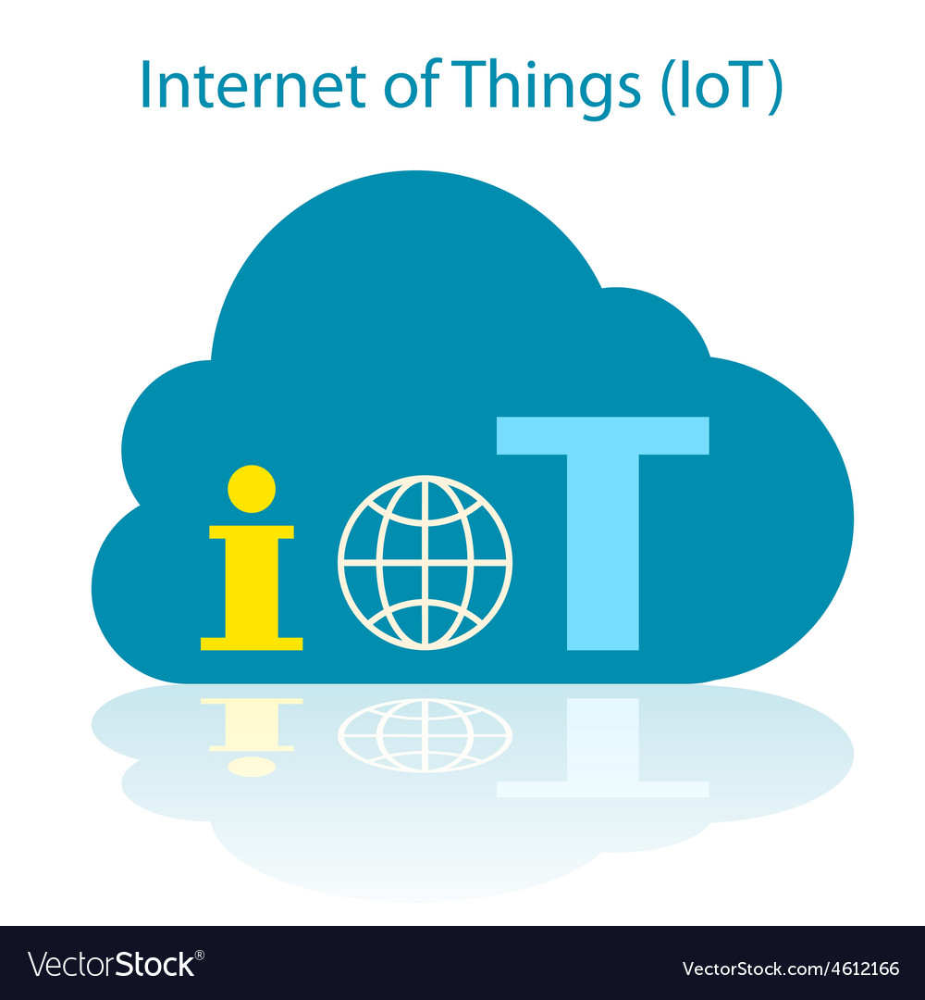 Internet of Things (IoT)
i T
VectorStock®
VectorStock.com/4612166